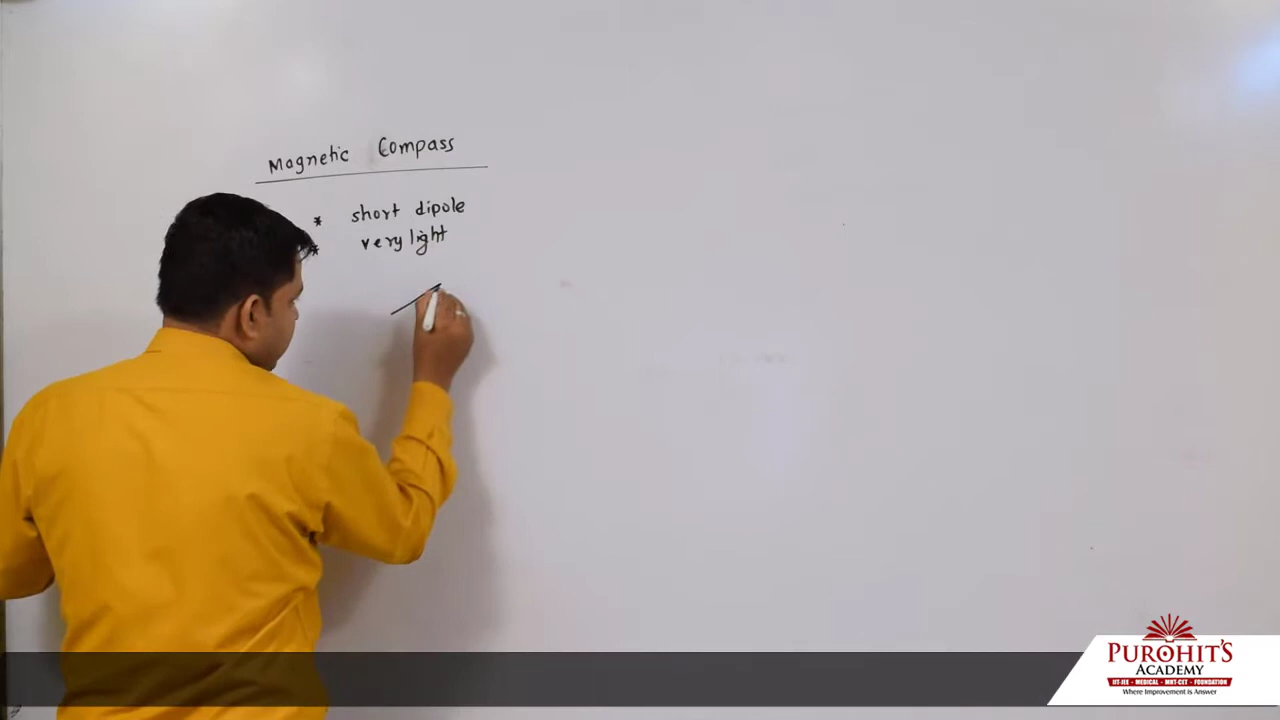 Magnetic Compass
* short dipole
* very light
PUROHIT'S
ACADEMY
IIT-JEE - MEDICAL - MHT-CET - FOUNDATION
Where Improvement is Answer